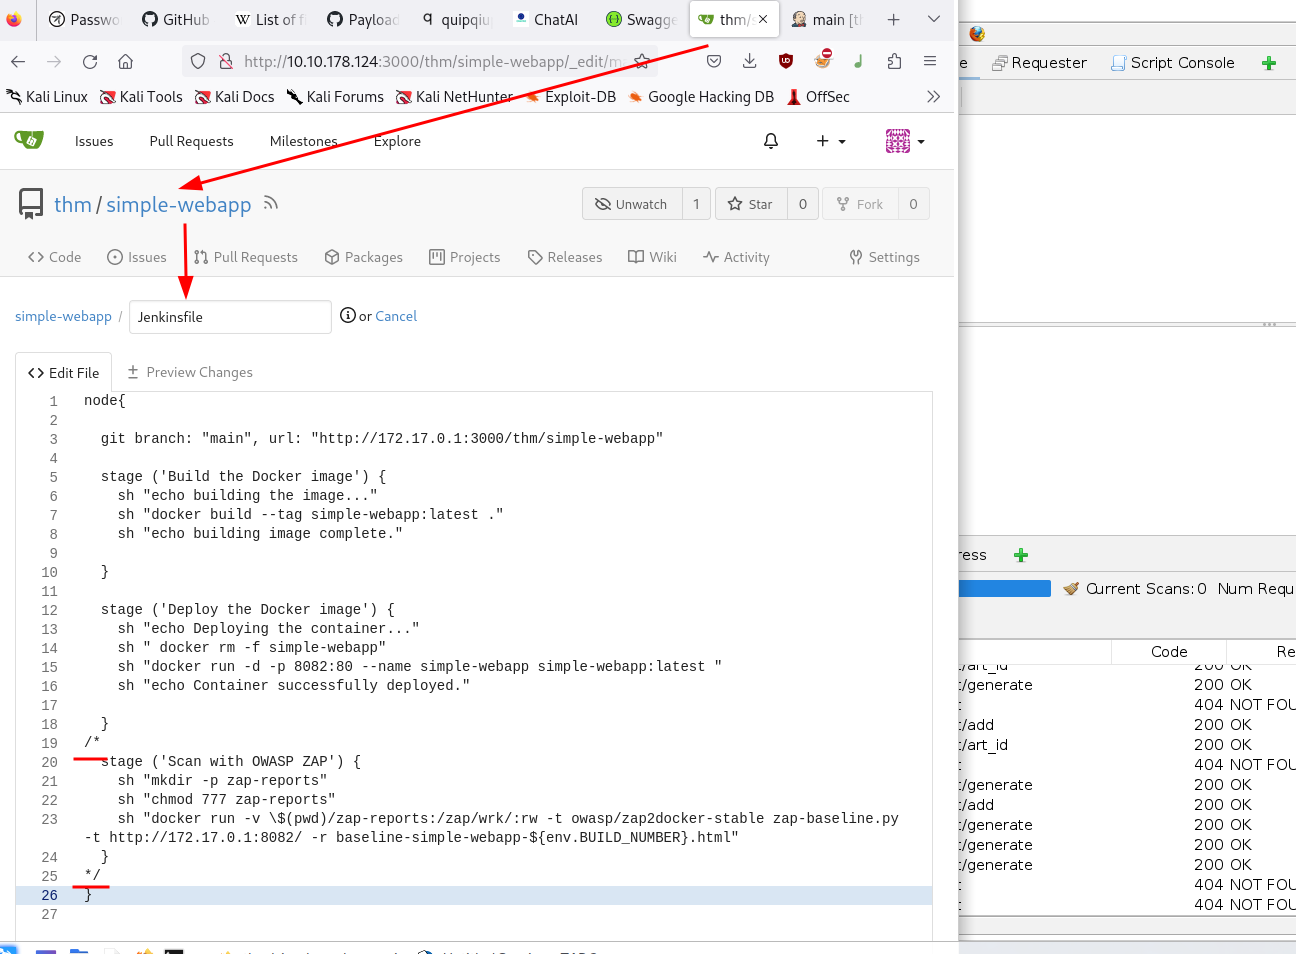 Passwo GitHub List of f Payload quipqiu ChatAI Swagge thm/s main [th
http://10.10.178.124:3000/thm/simple-webapp/_edit/m
Kali Linux Kali Tools Kali Docs Kali Forums Kali NetHunter Exploit-DB Google Hacking DB OffSec
Issues Pull Requests Milestones Explore
thm / simple-webapp Unwatch 1 Star 0 Fork 0
Code Issues Pull Requests Packages Projects Releases Wiki Activity Settings
simple-webapp / Jenkinsfile or Cancel
Edit File Preview Changes
1 node{
2
3 git branch: "main", url: "http://172.17.0.1:3000/thm/simple-webapp"
4
5 stage ('Build the Docker image') {
6 sh "echo building the image..."
7 sh "docker build --tag simple-webapp:latest ."
8 sh "echo building image complete."
9
10 }
11
12 stage ('Deploy the Docker image') {
13 sh "echo Deploying the container..."
14 sh " docker rm -f simple-webapp"
15 sh "docker run -d -p 8082:80 --name simple-webapp simple-webapp:latest "
16 sh "echo Container successfully deployed."
17
18 }
19 /*
20 stage ('Scan with OWASP ZAP') {
21 sh "mkdir -p zap-reports"
22 sh "chmod 777 zap-reports"
23 sh "docker run -v \$(pwd)/zap-reports:/zap/wrk/:rw -t owasp/zap2docker-stable zap-baseline.py
-t http://172.17.0.1:8082/ -r baseline-simple-webapp-${env.BUILD_NUMBER}.html"
24 }
25 */
26 }
27
e Requester Script Console
ress
Current Scans: 0 Num Requ
Code Re
t/art_id 200 OK
t/generate 200 OK
t 404 NOT FOU
t/add 200 OK
t/art_id 200 OK
t 404 NOT FOU
t/generate 200 OK
t/add 200 OK
t/generate 200 OK
t/generate 200 OK
t/generate 200 OK
t 404 NOT FOU
t 404 NOT FOU